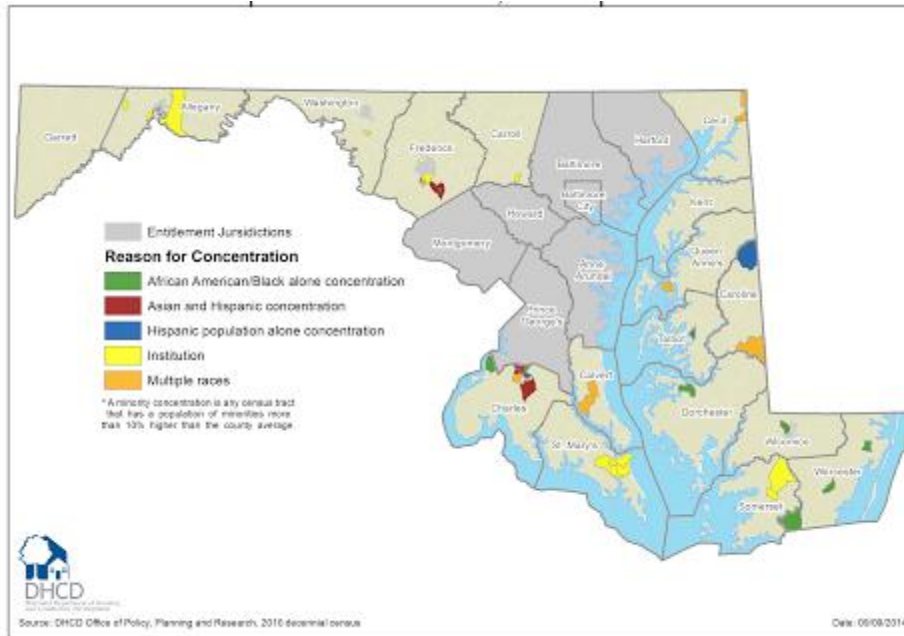 Garrett
Allegany
Washington
Frederick
Carroll
Baltimore
Harford
Cecil
Baltimore
City
Howard
Montgomery
Anne
Arundel
Prince
George's
Kent
Queen
Anne's
Caroline
Talbot
Calvert
Charles
St. Mary's
Dorchester
Wicomico
Worcester
Somerset
Entitlement Jursidictions
Reason for Concentration
African American/Black alone concentration
Asian and Hispanic concentration
Hispanic population alone concentration
Institution
Multiple races
* A minority concentration is any census tract
that has a population of minorities more
than 10% higher than the county average.
DHCD
Source: DHCD Office of Policy, Planning and Research, 2010 decennial census